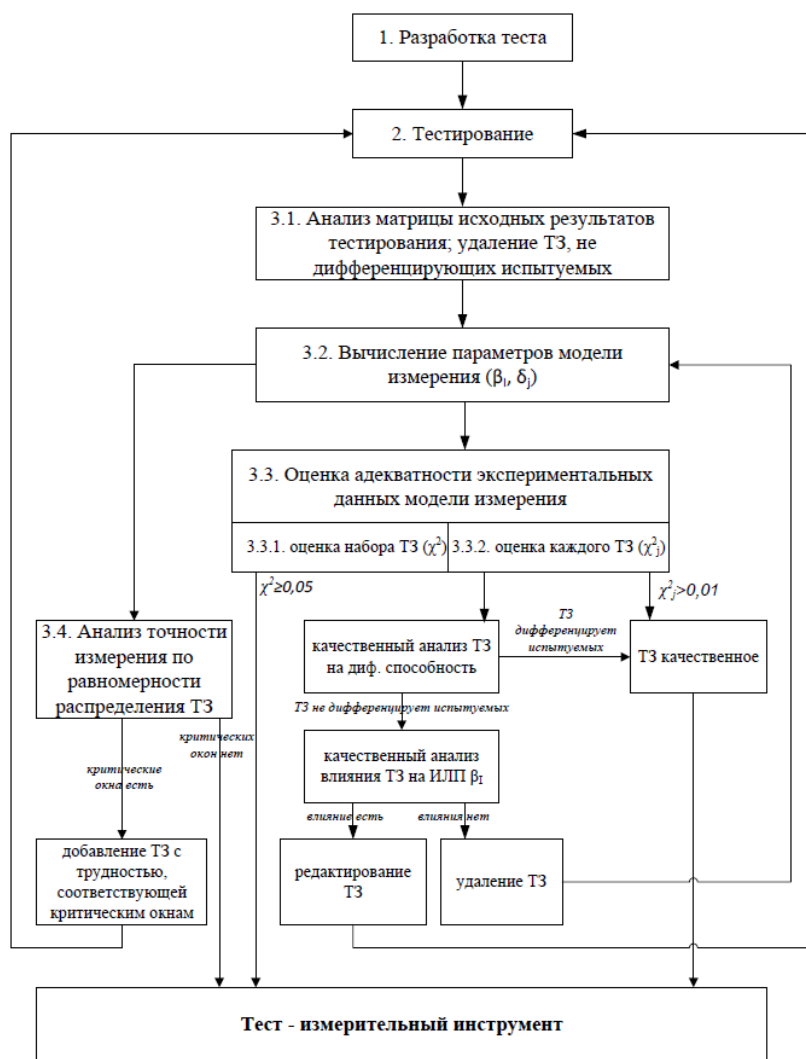 1. Разработка теста
2. Тестирование
3.1. Анализ матрицы исходных результатов
тестирования; удаление ТЗ, не
дифференцирующих испытуемых
3.2. Вычисление параметров модели
измерения (βᵢ, δⱼ)
3.3. Оценка адекватности экспериментальных
данных модели измерения
3.3.1. оценка набора ТЗ (χ²)
3.3.2. оценка каждого ТЗ (χ²ⱼ)
χ²≥0,05
χ²ⱼ>0,01
3.4. Анализ точности
измерения по
равномерности
распределения ТЗ
качественный анализ ТЗ
на диф. способность
ТЗ
дифференцирует
испытуемых
ТЗ качественное
ТЗ не дифференцирует испытуемых
критических
окон нет
критические
окна есть
качественный анализ
влияния ТЗ на ИЛП βI
влияние есть
влияния нет
добавление ТЗ с
трудностью,
соответствующей
критическим окнам
редактирование
ТЗ
удаление ТЗ
Тест - измерительный инструмент